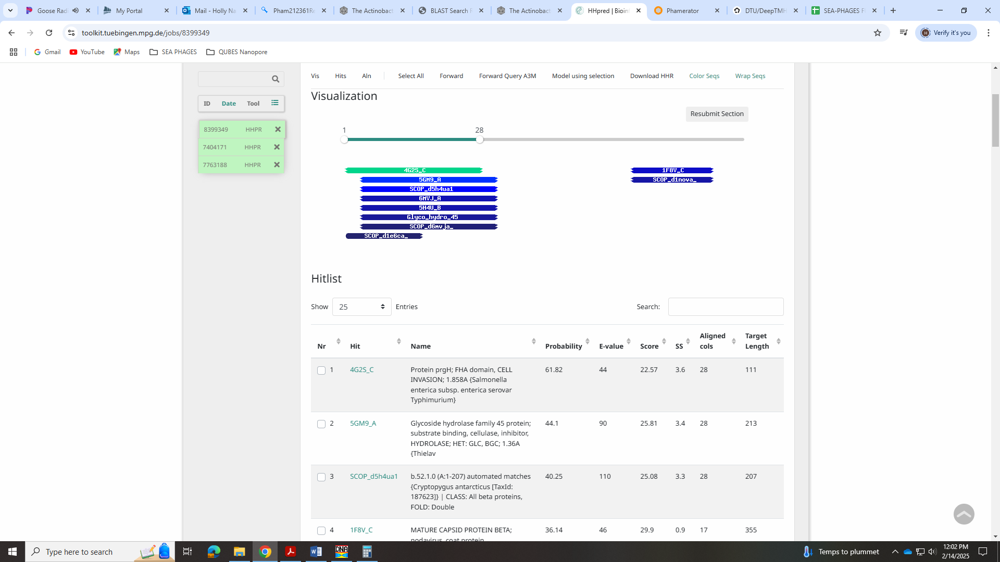 Goose Radi
My Portal
Mail - Holly Na
Pham212361Re
The Actinobact
BLAST Search R
The Actinobact
HHpred | Bioinf
Phamerator
DTU/DeepTMH
SEA-PHAGES F
toolkit.tuebingen.mpg.de/jobs/8399349
Verify it's you
Gmail
YouTube
Maps
SEA PHAGES
QUBES Nanopore
Vis Hits Aln Select All Forward Forward Query A3M Model using selection Download HHR Color Seqs Wrap Seqs
Visualization
Resubmit Section
1 28
ID Date Tool
8399349 HHPR
7404171 HHPR
7763188 HHPR
4G2S_C 1F8V_C
5GM9_A SCOP_d1nova_
SCOP_d5h4ua1
6MVJ_A
5H4U_B
Glyco_hydro_45
SCOP_d6mvja_
SCOP_d1e6ca_
Hitlist
Show 25 Entries Search:
Nr Hit Name Probability E-value Score SS Aligned cols Target Length
1 4G2S_C Protein prgH; FHA domain, CELL 61.82 44 22.57 3.6 28 111
INVASION; 1.858A {Salmonella
enterica subsp. enterica serovar
Typhimurium}
2 5GM9_A Glycoside hydrolase family 45 protein; 44.1 90 25.81 3.4 28 213
substrate binding, cellulase, inhibitor,
HYDROLASE; HET: GLC, BGC; 1.36A
{Thielav
3 SCOP_d5h4ua1 b.52.1.0 (A:1-207) automated matches 40.25 110 25.08 3.3 28 207
{Cryptopygus antarcticus [TaxId:
187623]} | CLASS: All beta proteins,
FOLD: Double
4 1F8V_C MATURE CAPSID PROTEIN BETA; 36.14 46 29.9 0.9 17 355
nodavirus, coat protein
Type here to search
DNA
Temps to plummet
12:02 PM
2/14/2025